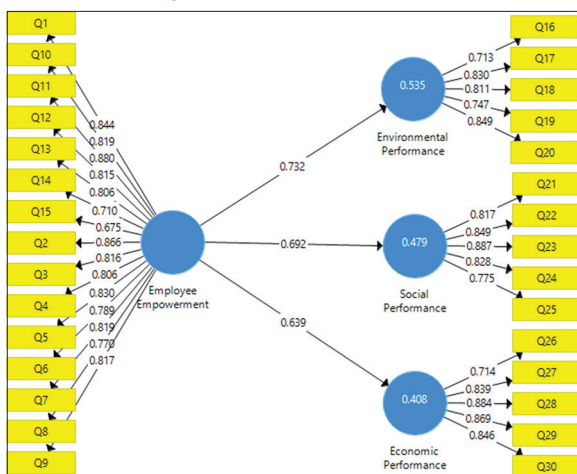 Q1
Q10
Q11
Q12
Q13
Q14
Q15
Q2
Q3
Q4
Q5
Q6
Q7
Q8
Q9
0.844
0.819
0.880
0.815
0.806
0.710
0.675
0.866
0.816
0.806
0.830
0.789
0.819
0.770
0.817
Employee
Empowerment
0.732
0.692
0.639
0.535
Environmental
Performance
0.479
Social
Performance
0.408
Economic
Performance
0.713
0.830
0.811
0.747
0.849
0.817
0.849
0.887
0.828
0.775
0.714
0.839
0.884
0.869
0.846
Q16
Q17
Q18
Q19
Q20
Q21
Q22
Q23
Q24
Q25
Q26
Q27
Q28
Q29
Q30